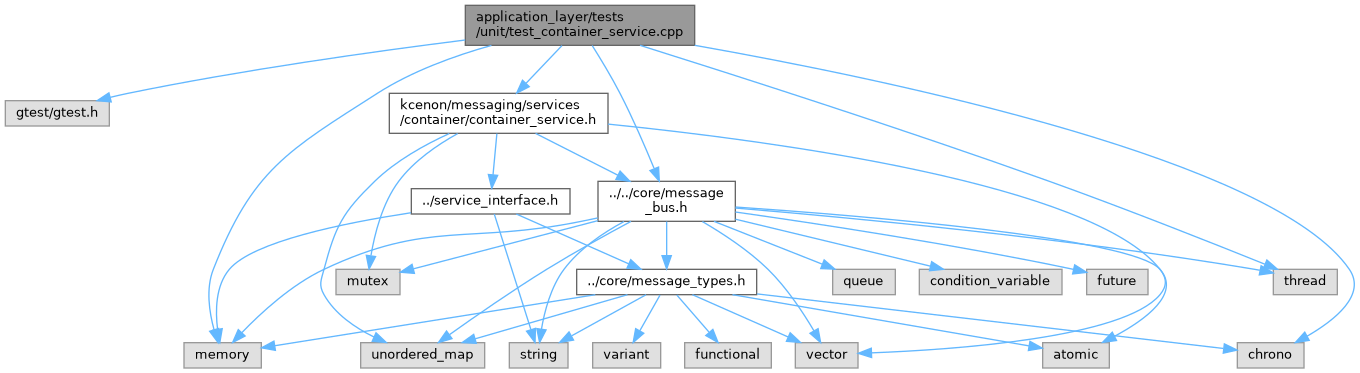 application_layer/tests
/unit/test_container_service.cpp
gtest/gtest.h
kcenon/messaging/services
/container/container_service.h
../service_interface.h
../../core/message
_bus.h
mutex
../core/message_types.h
queue
condition_variable
future
thread
memory
unordered_map
string
variant
functional
vector
atomic
chrono